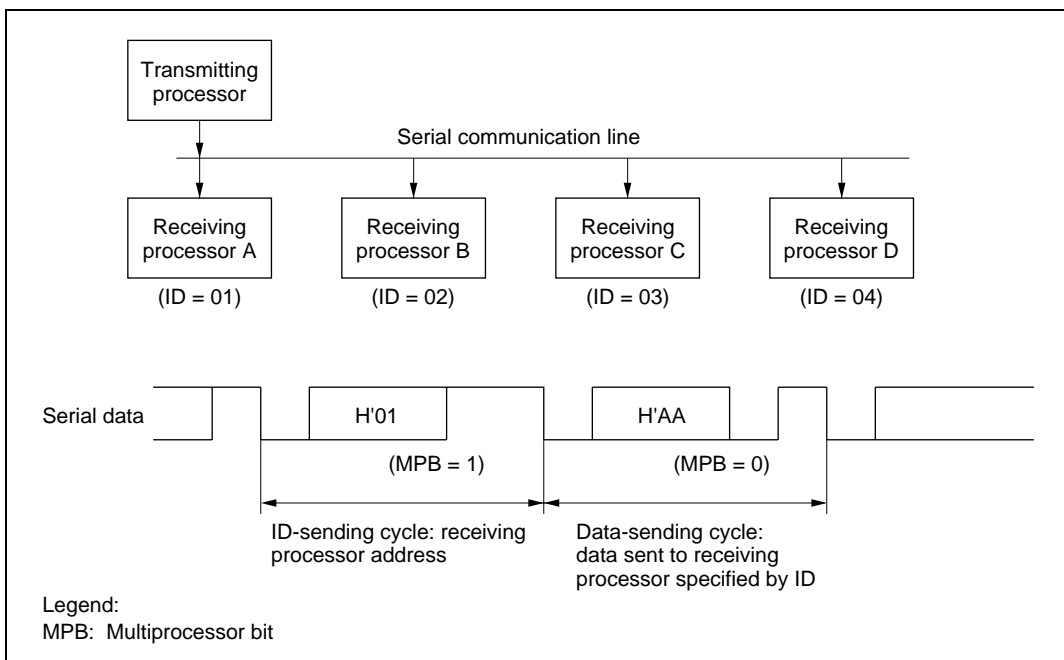 Transmitting
processor
Serial communication line
Receiving
processor A
Receiving
processor B
Receiving
processor C
Receiving
processor D
(ID = 01)
(ID = 02)
(ID = 03)
(ID = 04)
Serial data
H'01
H'AA
(MPB = 1)
(MPB = 0)
ID-sending cycle: receiving
processor address
Data-sending cycle:
data sent to receiving
processor specified by ID
Legend:
MPB: Multiprocessor bit